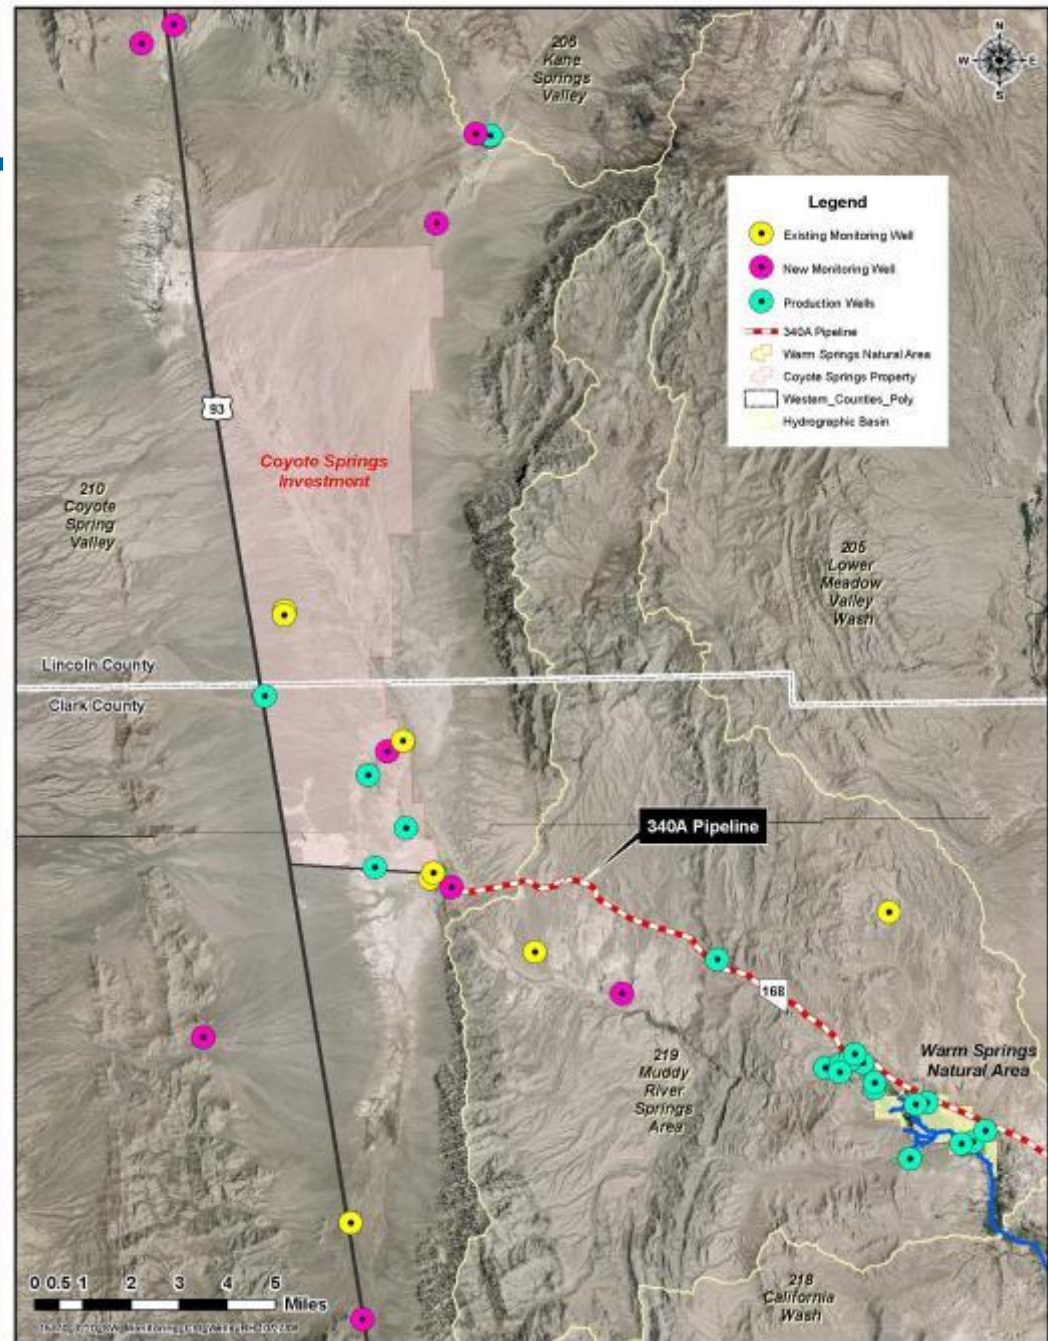 206
Kane
Springs
Valley
N
W
E
S
Legend
Existing Monitoring Well
New Monitoring Well
Production Wells
340A Pipeline
Warm Springs Natural Area
Coyote Springs Property
Western_Counties_Poly
Hydrographic Basin
93
Coyote Springs
Investment
210
Coyote
Spring
Valley
205
Lower
Meadow
Valley
Wash
Lincoln County
Clark County
340A Pipeline
168
Warm Springs
Natural Area
219
Muddy
River
Springs
Area
218
California
Wash
0 0.5 1 2 3 4 5
Miles